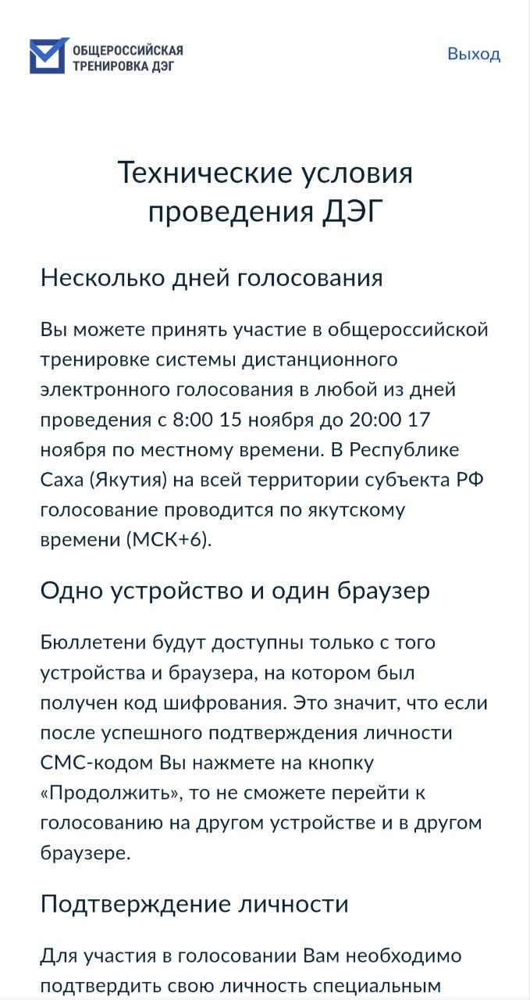 ОБЩЕРОССИЙСКАЯ
ТРЕНИРОВКА ДЭГ
Выход
Технические условия
проведения ДЭГ
Несколько дней голосования
Вы можете принять участие в общероссийской
тренировке системы дистанционного
электронного голосования в любой из дней
проведения с 8:00 15 ноября до 20:00 17
ноября по местному времени. В Республике
Саха (Якутия) на всей территории субъекта РФ
голосование проводится по якутскому
времени (МСК+6).
Одно устройство и один браузер
Бюллетени будут доступны только с того
устройства и браузера, на котором был
получен код шифрования. Это значит, что если
после успешного подтверждения личности
СМС-кодом Вы нажмете на кнопку
«Продолжить», то не сможете перейти к
голосованию на другом устройстве и в другом
браузере.
Подтверждение личности
Для участия в голосовании Вам необходимо
подтвердить свою личность специальным